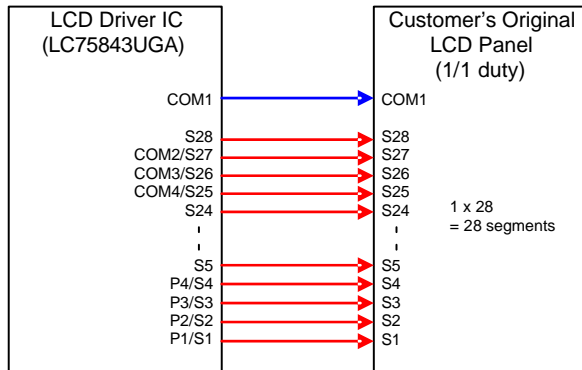 LCD Driver IC
(LC75843UGA)
Customer's Original
LCD Panel
(1/1 duty)
COM1 COM1
S28 S28
COM2/S27 S27
COM3/S26 S26
COM4/S25 S25
S24 S24
1 x 28
= 28 segments
S5 S5
P4/S4 S4
P3/S3 S3
P2/S2 S2
P1/S1 S1